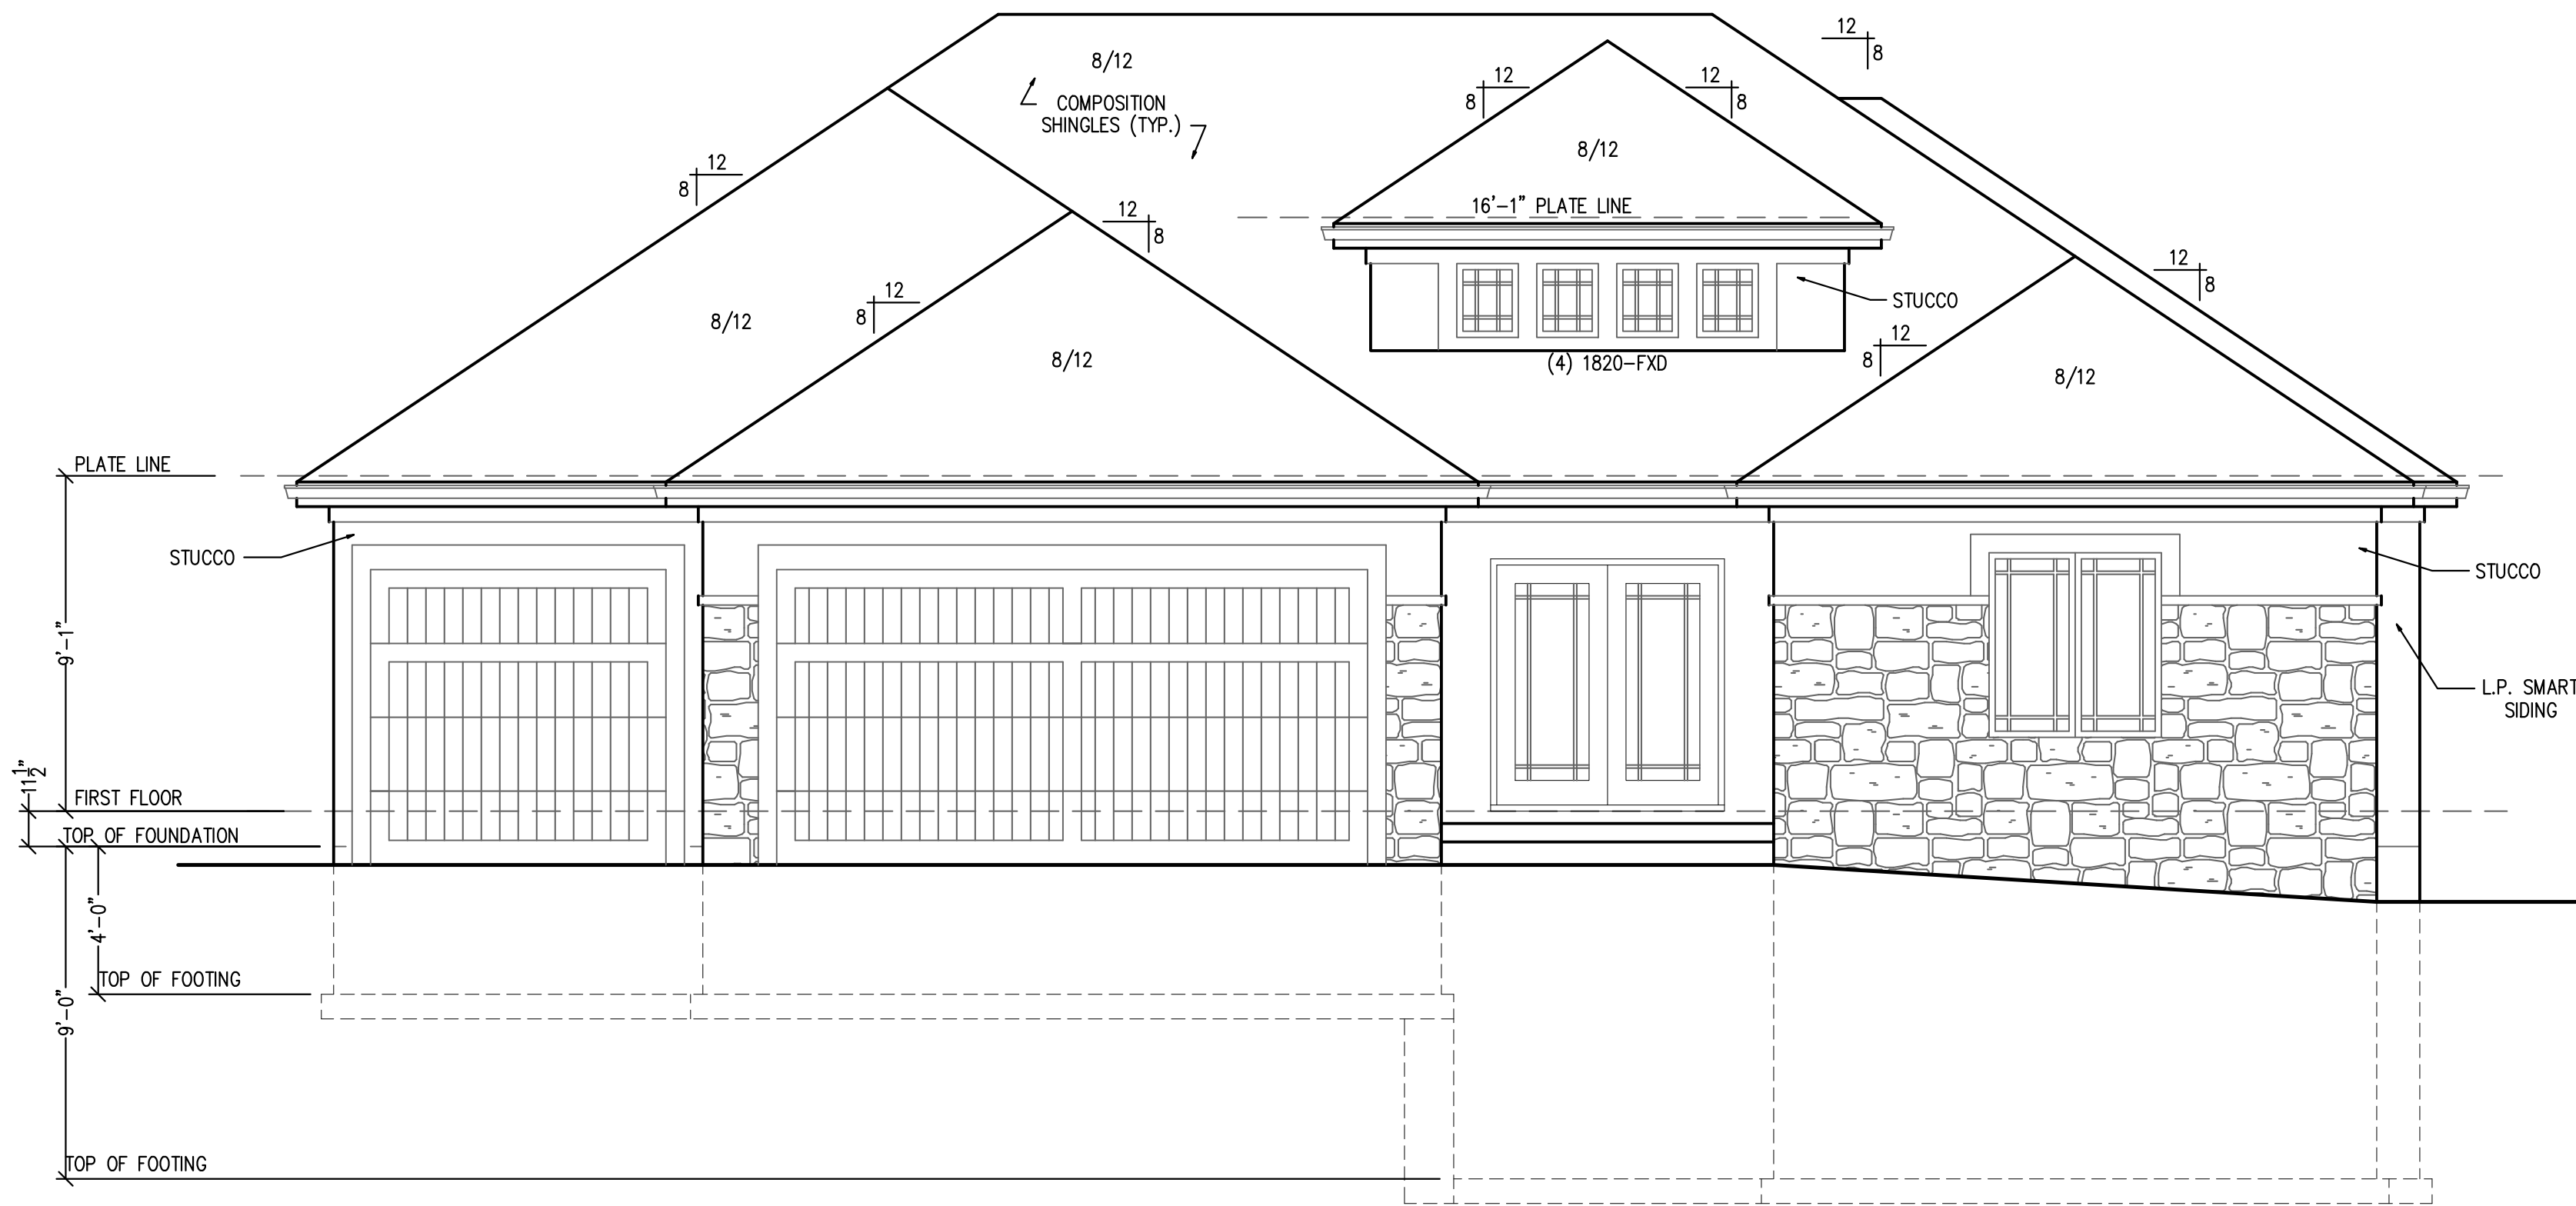 12
8
8/12
12
8
12
8
COMPOSITION
SHINGLES (TYP.)
8/12
12
8
12
8
16'-1" PLATE LINE
12
8
12
8
8/12
STUCCO
8/12
12
8
(4) 1820-FXD
8/12
8/12
PLATE LINE
STUCCO
STUCCO
9'-1"
L.P. SMART
SIDING
11 1/2"
FIRST FLOOR
TOP OF FOUNDATION
4'-0"
TOP OF FOOTING
9'-0"
TOP OF FOOTING